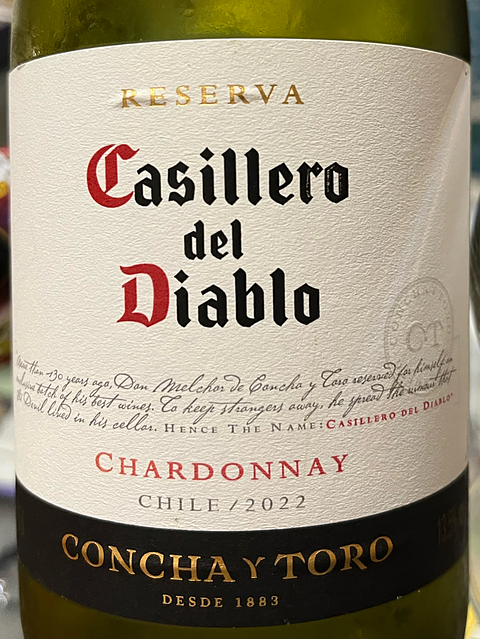 RESERVA
Casillero
del
Diablo
More than 130 years ago, Don Melchor de Concha y Toro reserved for himself an
exclusive batch of his best wines. To keep strangers away, he spread the rumour that
the Devil lived in his cellar. HENCE THE NAME: CASILLERO DEL DIABLO
CT
CHARDONNAY
CHILE / 2022
CONCHA Y TORO
DESDE 1883